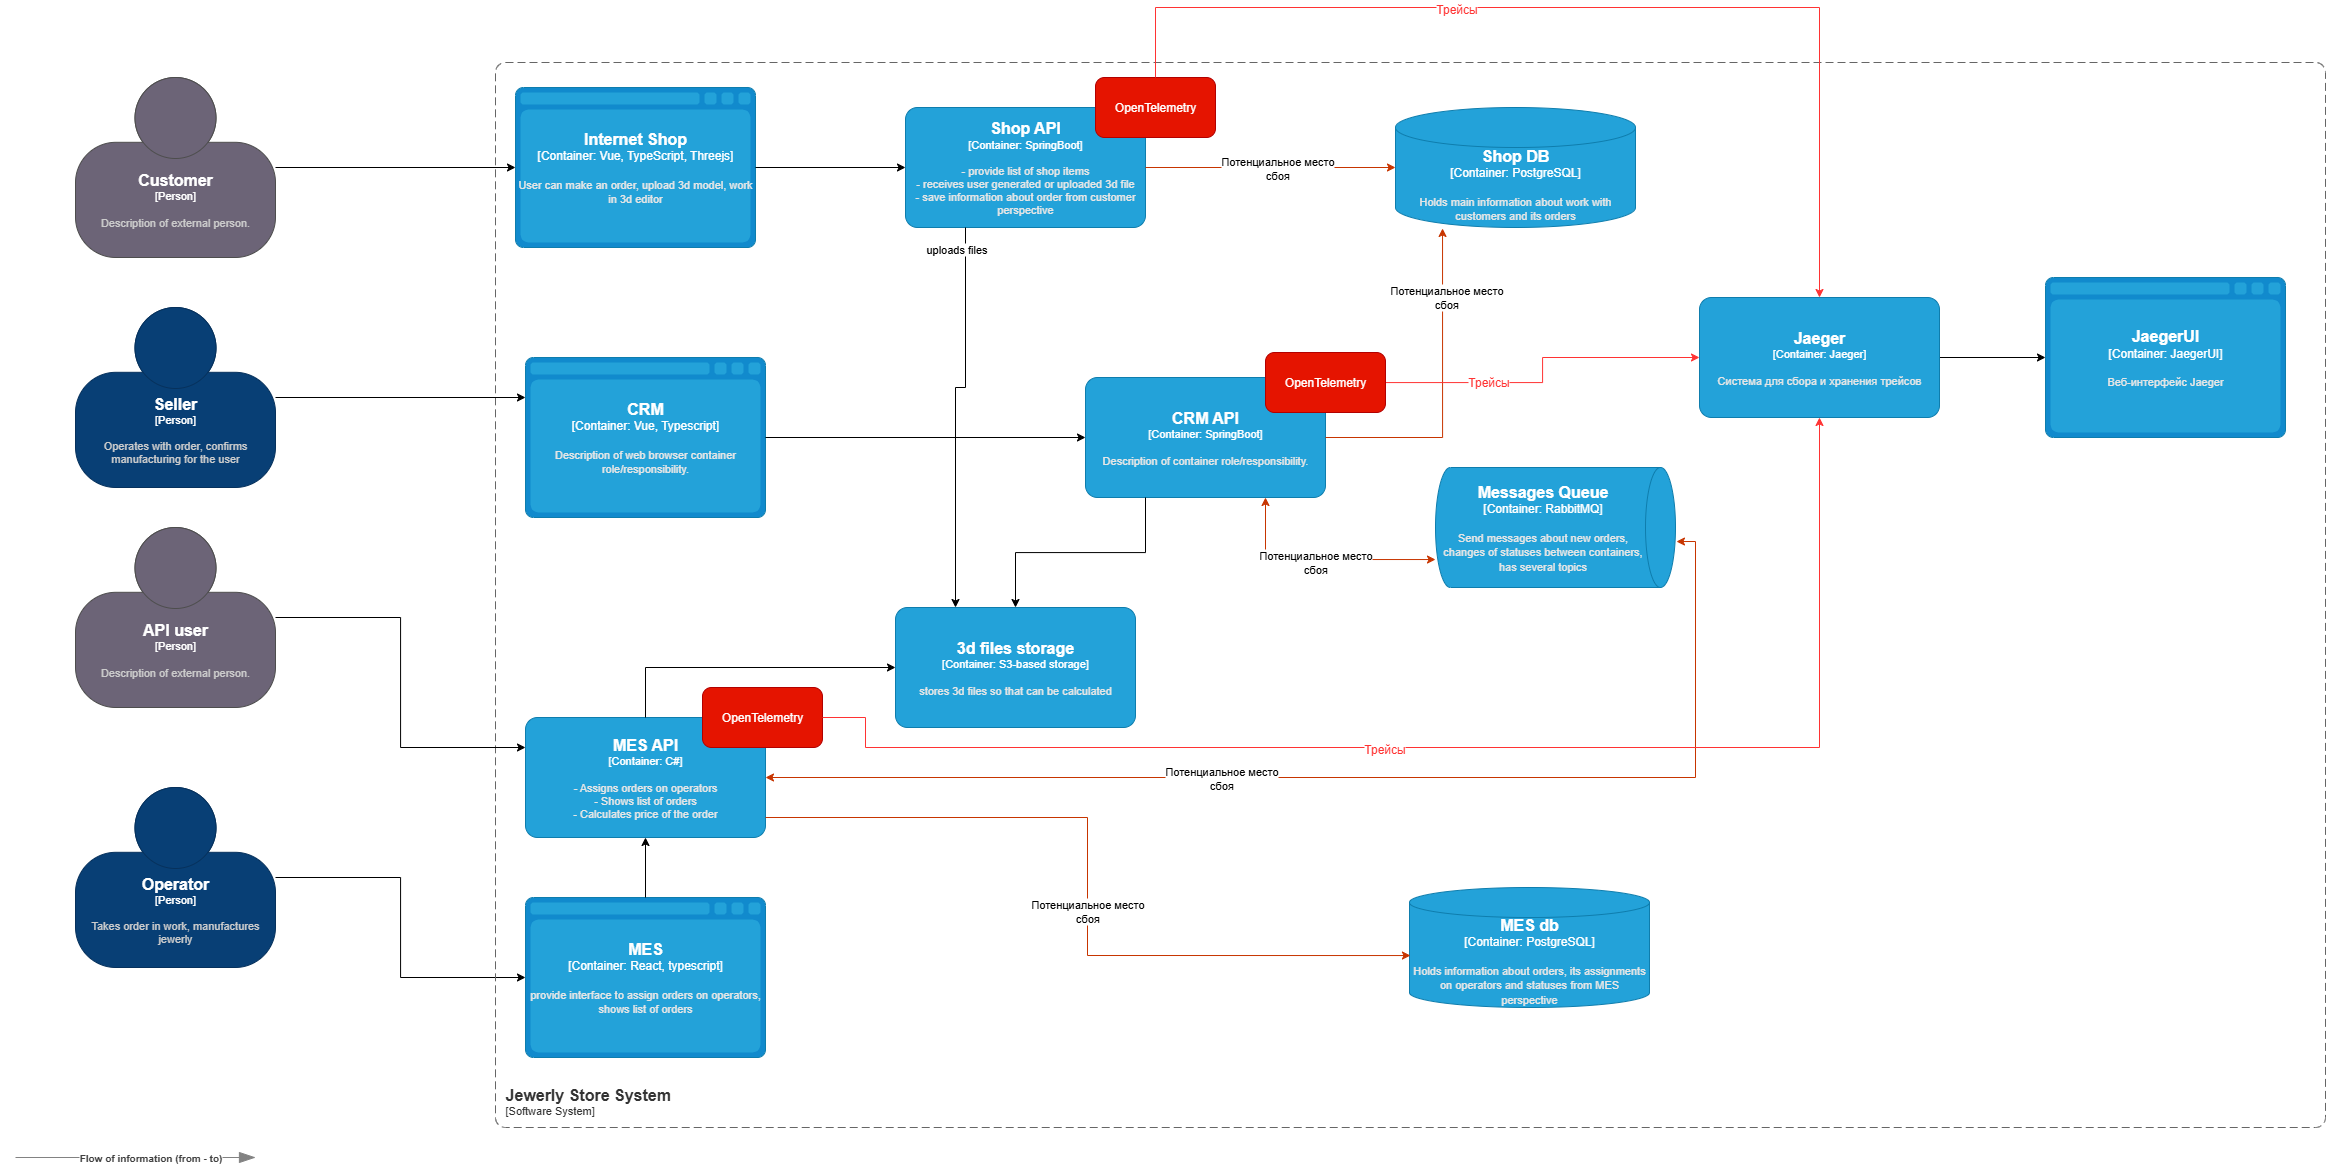 Трейсы
Customer
[Person]
Description of external person.
Internet Shop
[Container: Vue, TypeScript, Threejs]
User can make an order, upload 3d model, work
in 3d editor
OpenTelemetry
Shop API
[Container: SpringBoot]
- provide list of shop items
- receives user generated or uploaded 3d file
- save information about order from customer
perspective
Потенциальное место
сбоя
Shop DB
[Container: PostgreSQL]
Holds main information about work with
customers and its orders
uploads files
Потенциальное место
сбоя
Seller
[Person]
Operates with order, confirms
manufacturing for the user
CRM
[Container: Vue, Typescript]
Description of web browser container
role/responsibility.
OpenTelemetry
CRM API
[Container: SpringBoot]
Description of container role/responsibility.
Трейсы
Jaeger
[Container: Jaeger]
Система для сбора и хранения трейсов
JaegerUI
[Container: JaegerUI]
Веб-интерфейс Jaeger
Messages Queue
[Container: RabbitMQ]
Send messages about new orders,
changes of statuses between containers,
has several topics
Потенциальное место
сбоя
API user
[Person]
Description of external person.
3d files storage
[Container: S3-based storage]
stores 3d files so that can be calculated
OpenTelemetry
MES API
[Container: C#]
- Assigns orders on operators
- Shows list of orders
- Calculates price of the order
Трейсы
Потенциальное место
сбоя
Operator
[Person]
Takes order in work, manufactures
jewerly
MES
[Container: React, typescript]
provide interface to assign orders on operators,
shows list of orders
Потенциальное место
сбоя
MES db
[Container: PostgreSQL]
Holds information about orders, its assignments
on operators and statuses from MES
perspective
Jewerly Store System
[Software System]
Flow of information (from - to)